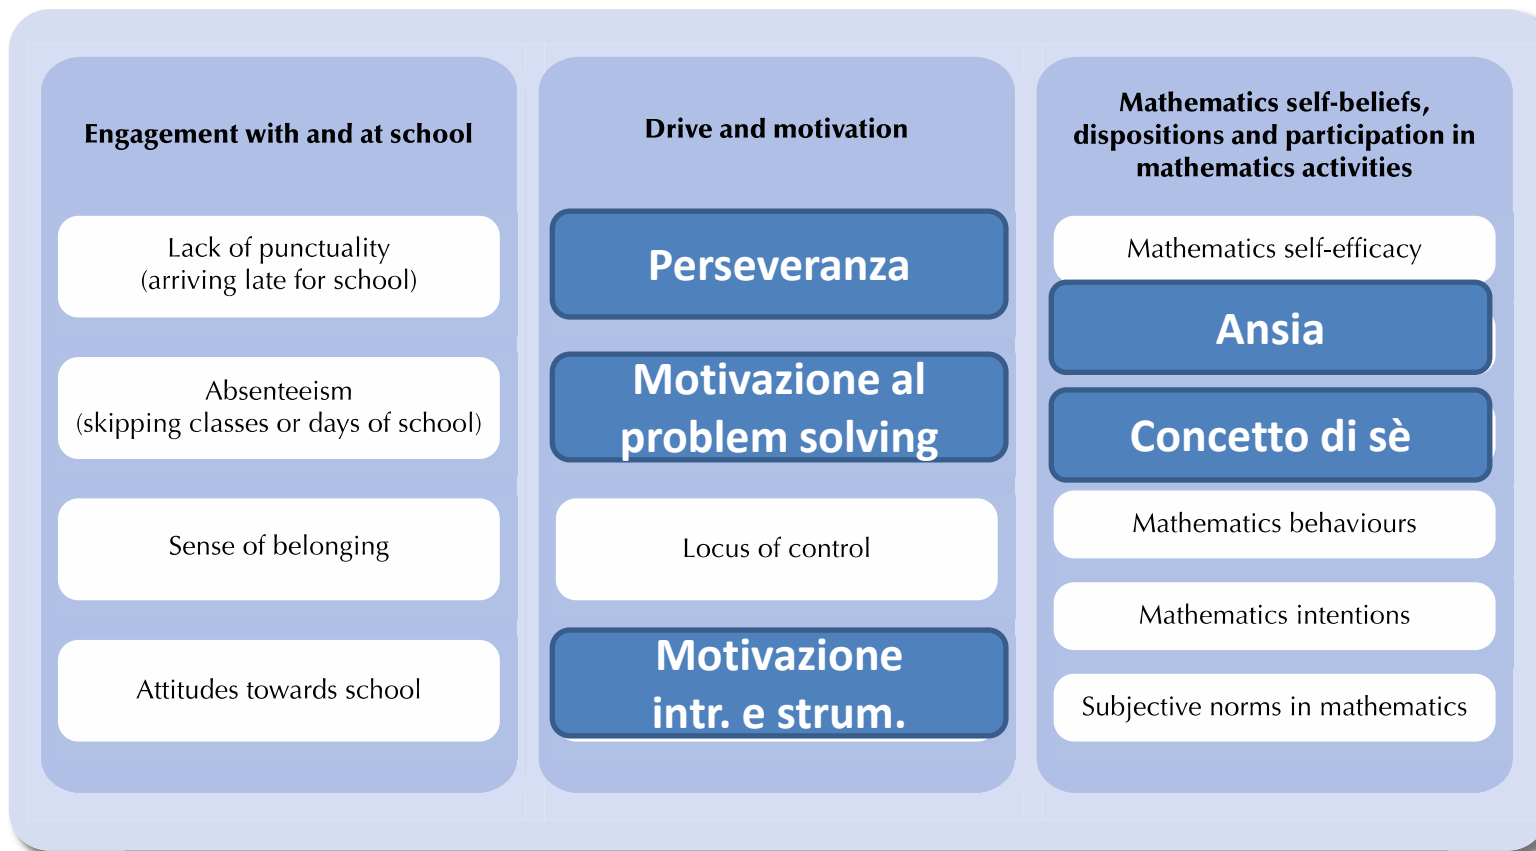 Engagement with and at school
Lack of punctuality
(arriving late for school)
Absenteeism
(skipping classes or days of school)
Sense of belonging
Attitudes towards school
Drive and motivation
Perseveranza
Motivazione al
problem solving
Locus of control
Motivazione
intr. e strum.
Mathematics self-beliefs,
dispositions and participation in
mathematics activities
Mathematics self-efficacy
Ansia
Concetto di sè
Mathematics behaviours
Mathematics intentions
Subjective norms in mathematics